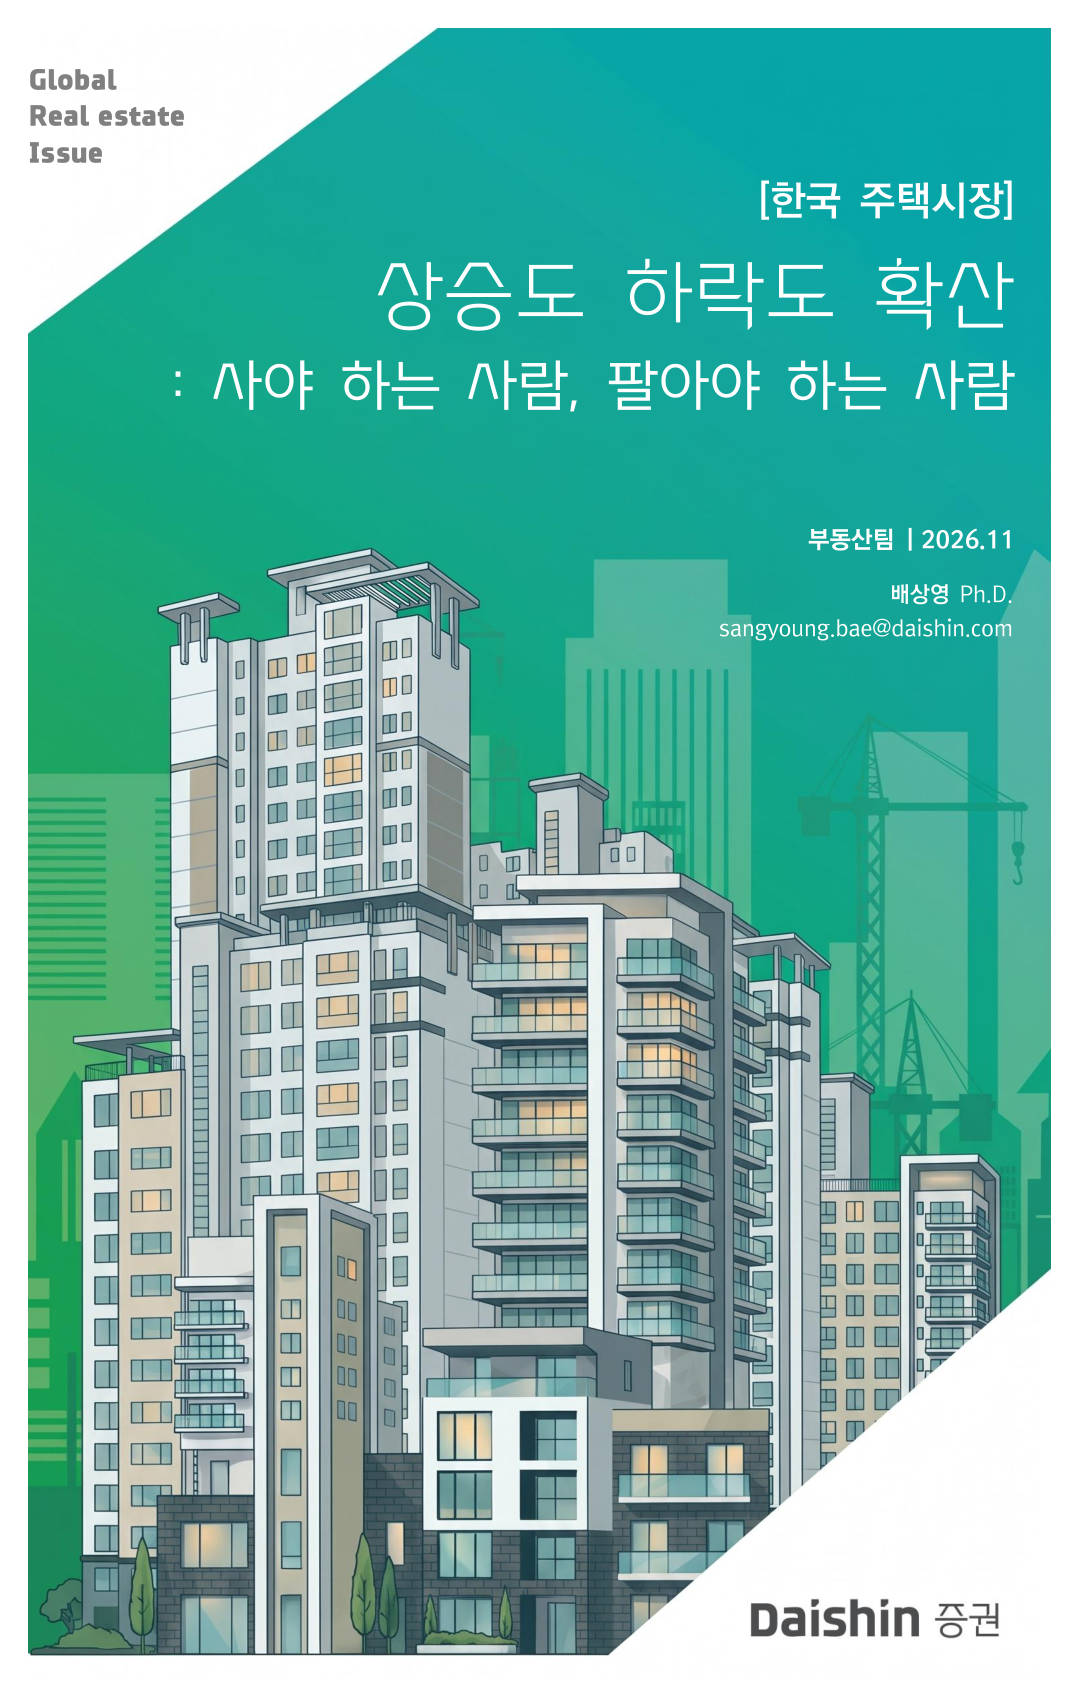 Global
Real estate
Issue
[한국 주택시장]
상승도 하락도 확산
: 사야 하는 사람, 팔아야 하는 사람
부동산팀 | 2026.11
배상영 Ph.D.
sangyoung.bae@daishin.com
Daishin 증권